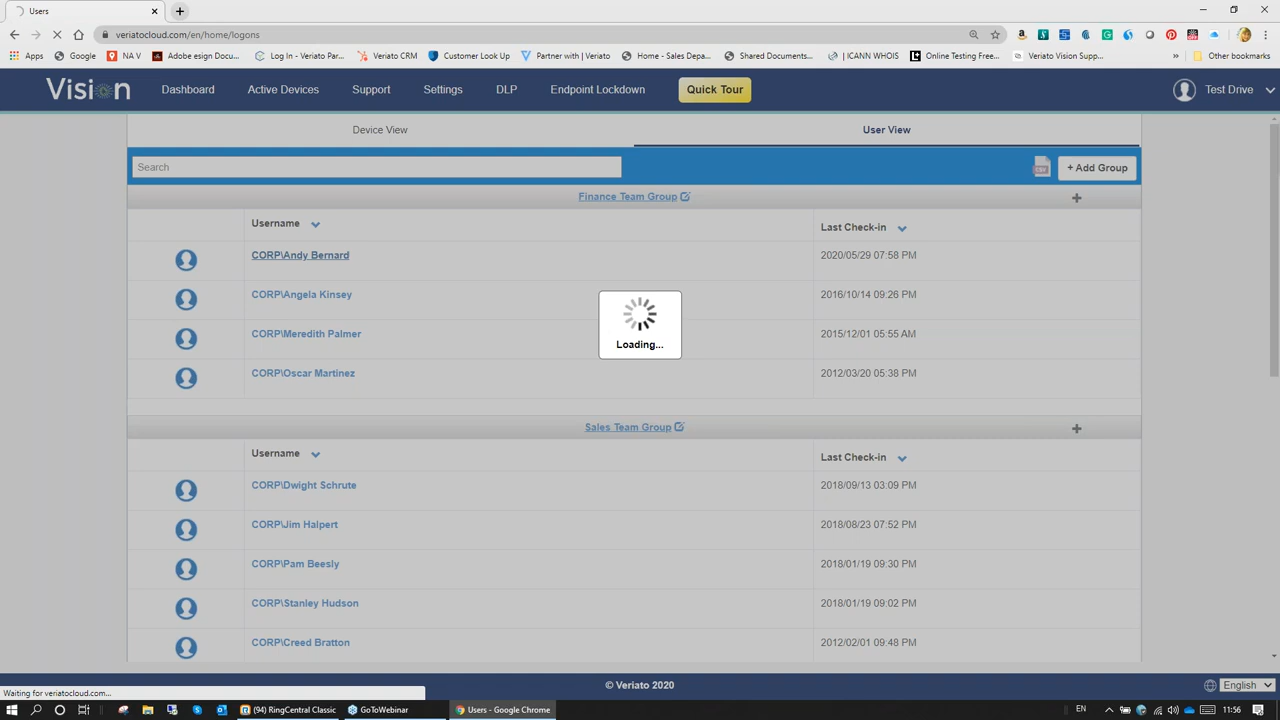 Users
veriatocloud.com/en/home/logons
Apps Google NA V Adobe esign Docu... Log In - Veriato Par... Veriato CRM Customer Look Up Partner with | Veriato Home - Sales Depa... Shared Documents... | ICANN WHOIS Online Testing Free... Veriato Vision Supp... » Other bookmarks
Vision Dashboard Active Devices Support Settings DLP Endpoint Lockdown Quick Tour Test Drive
Device View User View
Search CSV + Add Group
Finance Team Group
Username Last Check-in
CORP\Andy Bernard 2020/05/29 07:58 PM
CORP\Angela Kinsey 2016/10/14 09:26 PM
CORP\Meredith Palmer 2015/12/01 05:55 AM
CORP\Oscar Martinez 2012/03/20 05:38 PM
Loading...
Sales Team Group
Username Last Check-in
CORP\Dwight Schrute 2018/09/13 03:09 PM
CORP\Jim Halpert 2018/08/23 07:52 PM
CORP\Pam Beesly 2018/01/19 09:30 PM
CORP\Stanley Hudson 2018/01/19 09:02 PM
CORP\Creed Bratton 2012/02/01 09:48 PM
© Veriato 2020 English
Waiting for veriatocloud.com...
(94) RingCentral Classic GoToWebinar Users - Google Chrome EN 11:56